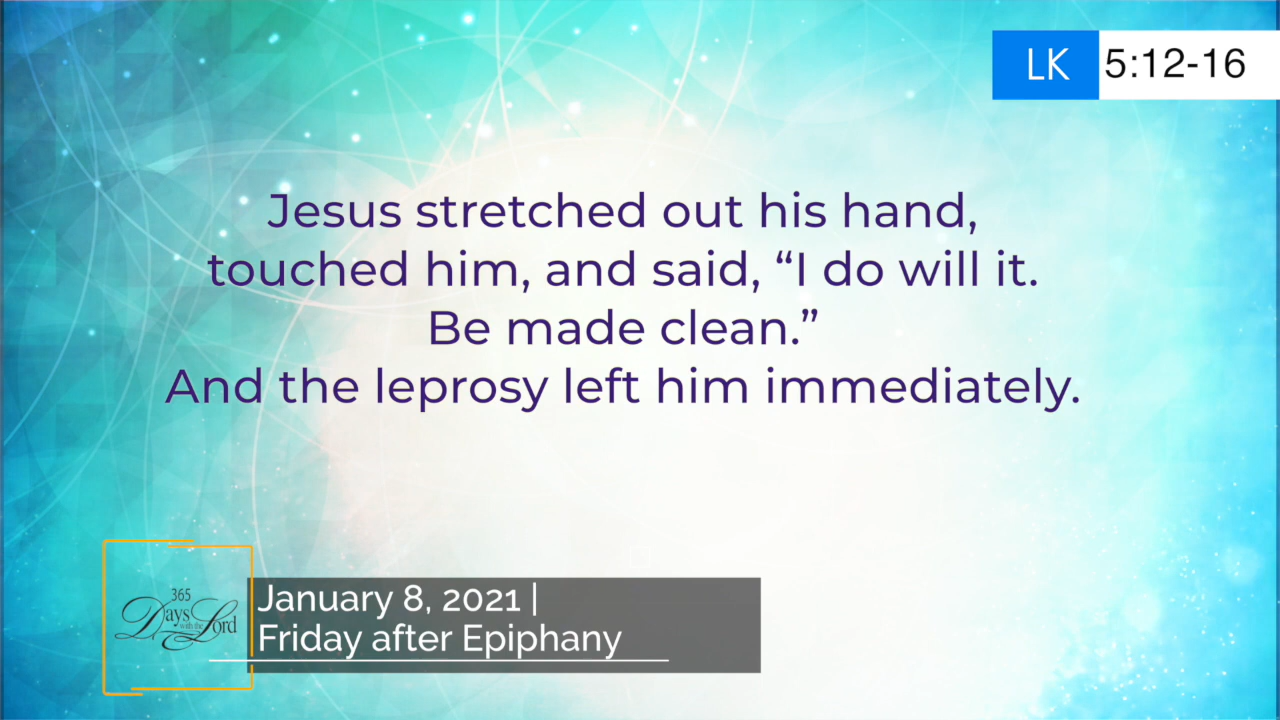 LK 5:12-16
Jesus stretched out his hand,
touched him, and said, “I do will it.
Be made clean.”
And the leprosy left him immediately.
365
Days with the Lord
January 8, 2021 |
Friday after Epiphany